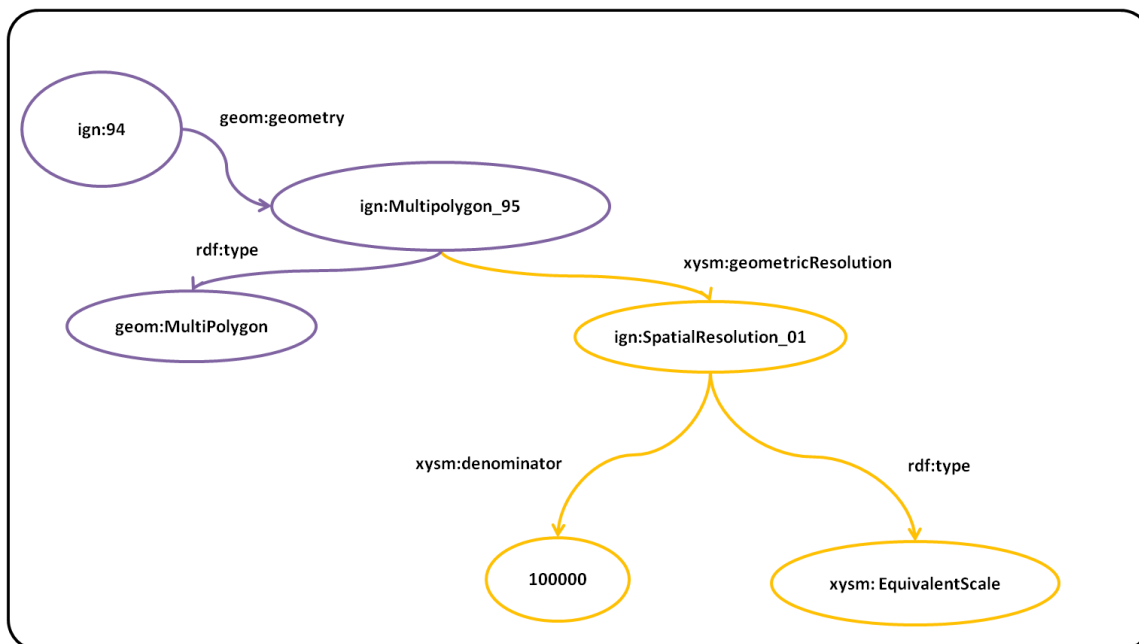 ign:94
geom:geometry
ign:Multipolygon_95
rdf:type
xysm:geometricResolution
geom:MultiPolygon
ign:SpatialResolution_01
xysm:denominator
rdf:type
100000
xysm: EquivalentScale